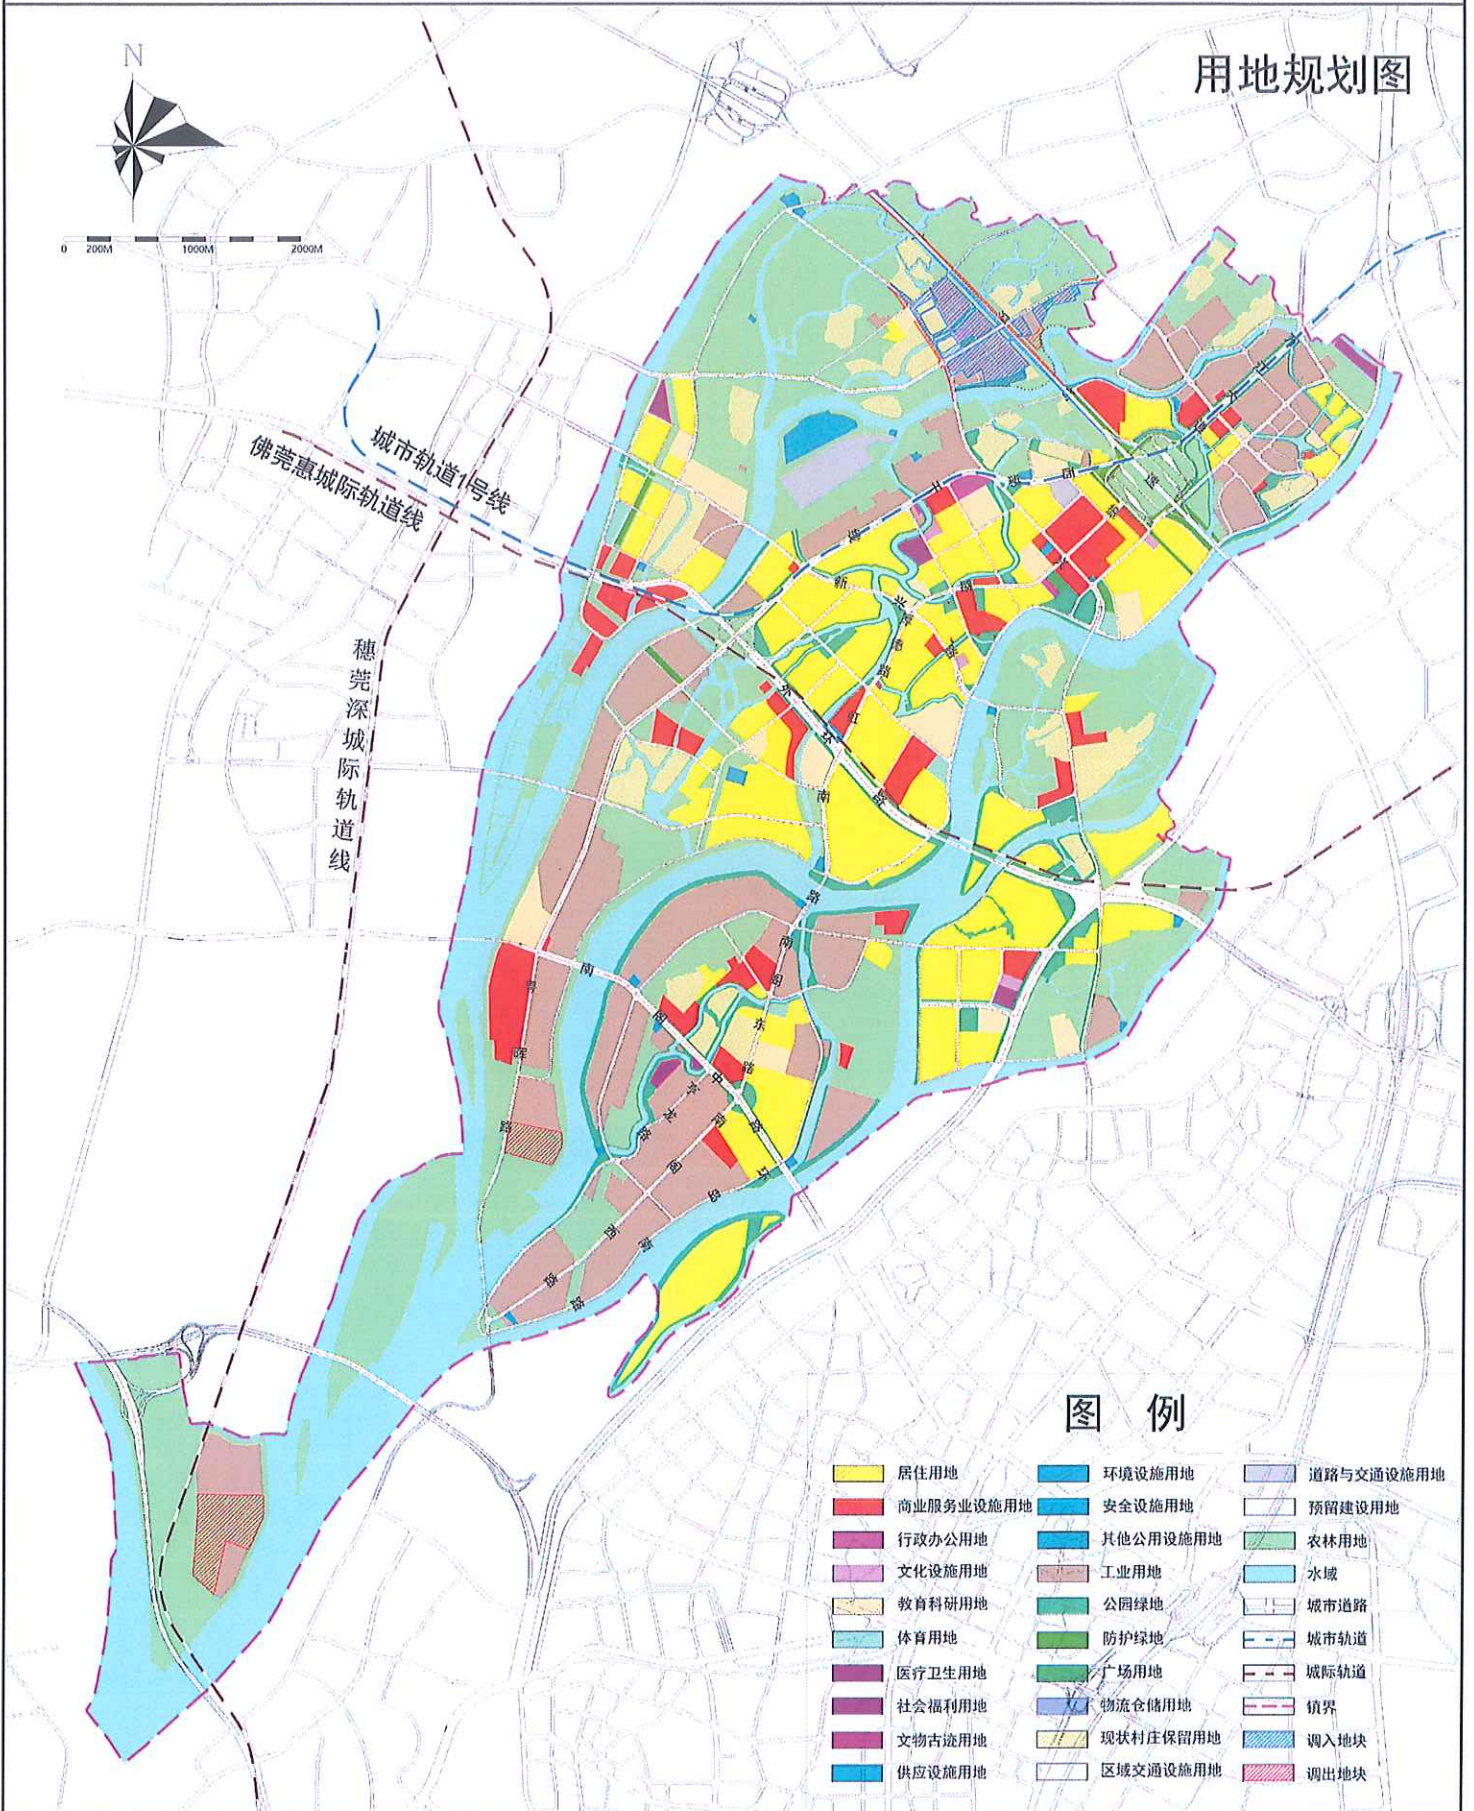 用地规划图
N
0 200M 1000M 2000M
城市轨道1号线
佛莞惠城际轨道线
穗莞深城际轨道线
图 例
居住用地
商业服务业设施用地
行政办公用地
文化设施用地
教育科研用地
体育用地
医疗卫生用地
社会福利用地
文物古迹用地
供应设施用地
环境设施用地
安全设施用地
其他公用设施用地
工业用地
公园绿地
防护绿地
广场用地
物流仓储用地
现状村庄保留用地
区域交通设施用地
道路与交通设施用地
预留建设用地
农林用地
水域
城市道路
城市轨道
城际轨道
镇界
调入地块
调出地块